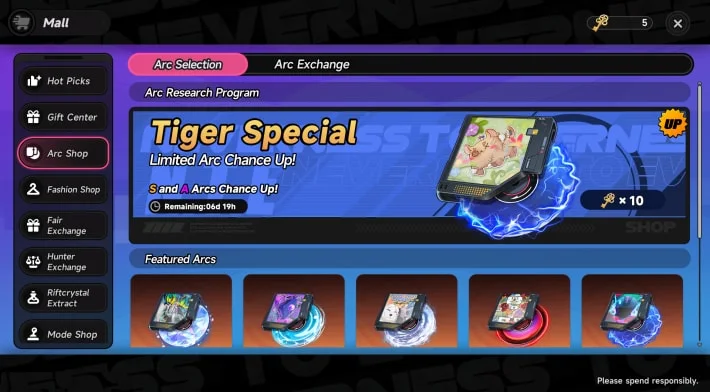 Mall
5
Hot Picks
Gift Center
Arc Shop
Fashion Shop
Fair
Exchange
Hunter
Exchange
Riftcrystal
Extract
Mode Shop
Arc Selection
Arc Exchange
Arc Research Program
Tiger Special
Limited Arc Chance Up!
S and A Arcs Chance Up!
Remaining:06d 19h
UP
× 10
SHOP
Featured Arcs
Please spend responsibly.